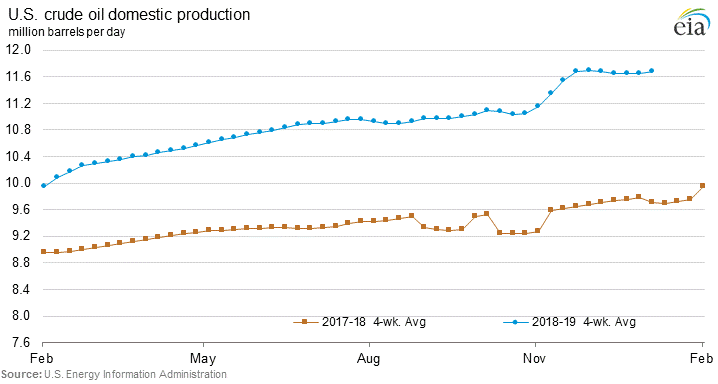 U.S. crude oil domestic production
million barrels per day
eia
12.0
11.6
11.2
10.8
10.4
10.0
9.6
9.2
8.8
8.4
8.0
7.6
2017-18 4-wk. Avg
2018-19 4-wk. Avg
Feb
May
Aug
Nov
Feb
Source: U.S. Energy Information Administration